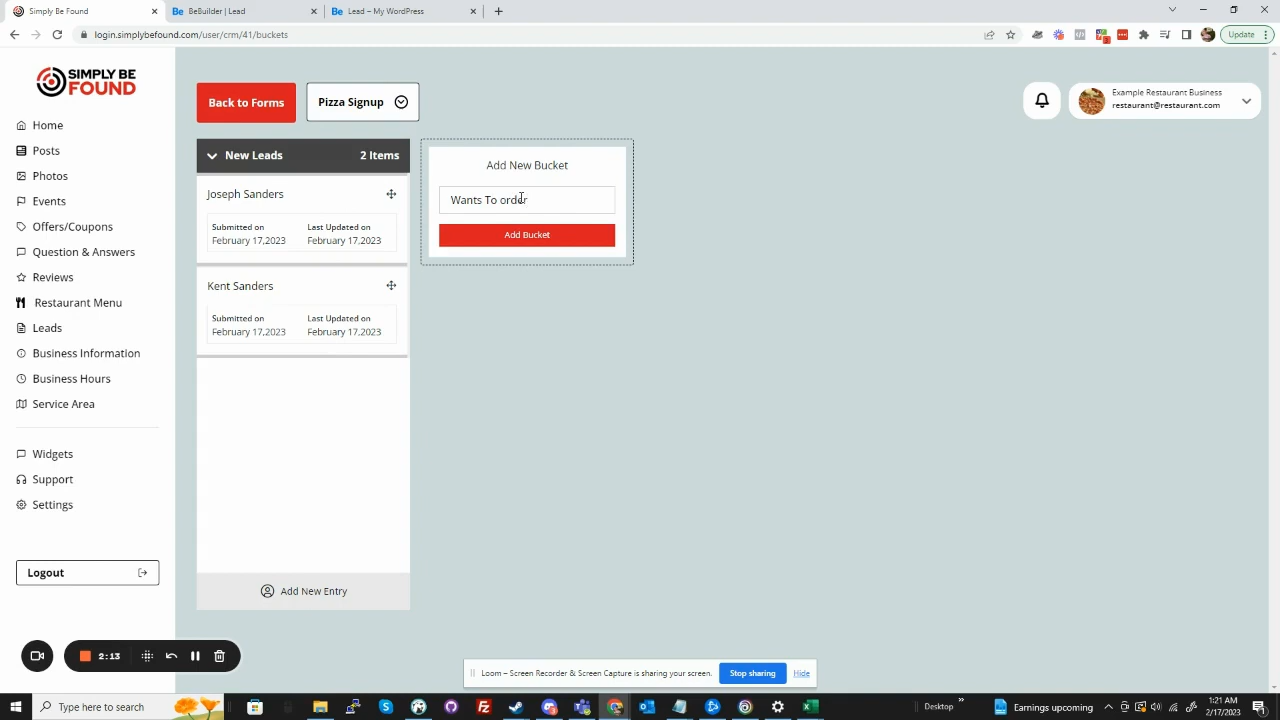 Simply Be Found
BeBuilder | Lead
Lead – My WordPress
login.simplybefound.com/user/crm/41/buckets
Update
SIMPLY BE
FOUND
Home
Posts
Photos
Events
Offers/Coupons
Question & Answers
Reviews
Restaurant Menu
Leads
Business Information
Business Hours
Service Area
Widgets
Support
Settings
Logout
Back to Forms
Pizza Signup
Example Restaurant Business
restaurant@restaurant.com
New Leads
2 Items
Joseph Sanders
Submitted on
Last Updated on
February 17,2023
February 17,2023
Kent Sanders
Submitted on
Last Updated on
February 17,2023
February 17,2023
Add New Entry
Add New Bucket
Wants To order
Add Bucket
2:13
Loom – Screen Recorder & Screen Capture is sharing your screen.
Stop sharing
Hide
Type here to search
Desktop
Earnings upcoming
1:21 AM
2/17/2023